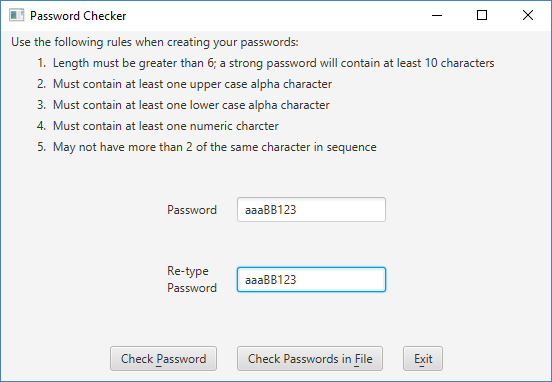 Password Checker
Use the following rules when creating your passwords:
1. Length must be greater than 6; a strong password will contain at least 10 characters
2. Must contain at least one upper case alpha character
3. Must contain at least one lower case alpha character
4. Must contain at least one numeric charcter
5. May not have more than 2 of the same character in sequence
Password aaaBB123
Re-type
Password aaaBB123
Check Password Check Passwords in File Exit